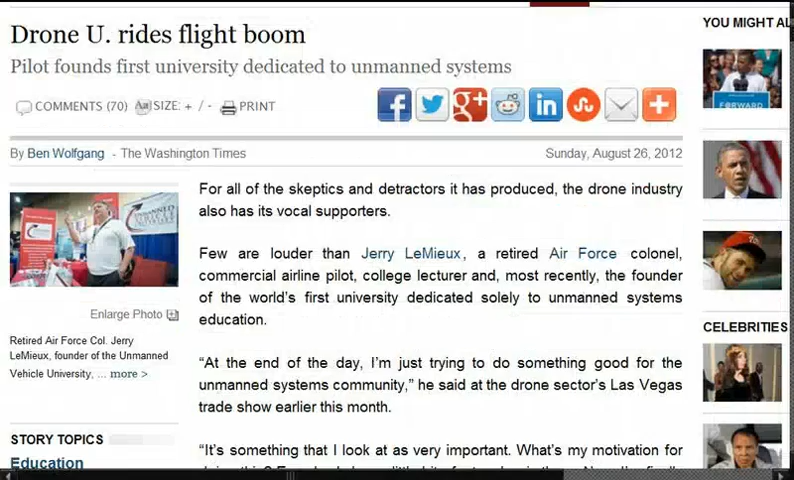 Drone U. rides flight boom
Pilot founds first university dedicated to unmanned systems
COMMENTS (70) Aa SIZE: + / - PRINT
By Ben Wolfgang - The Washington Times
Sunday, August 26, 2012
Enlarge Photo
Retired Air Force Col. Jerry
LeMieux, founder of the Unmanned
Vehicle University, ... more >
STORY TOPICS
Education
For all of the skeptics and detractors it has produced, the drone industry
also has its vocal supporters.
Few are louder than Jerry LeMieux, a retired Air Force colonel,
commercial airline pilot, college lecturer and, most recently, the founder
of the world's first university dedicated solely to unmanned systems
education.
“At the end of the day, I'm just trying to do something good for the
unmanned systems community,” he said at the drone sector's Las Vegas
trade show earlier this month.
“It's something that I look at as very important. What's my motivation for
YOU MIGHT AL
FORWARD
CELEBRITIES